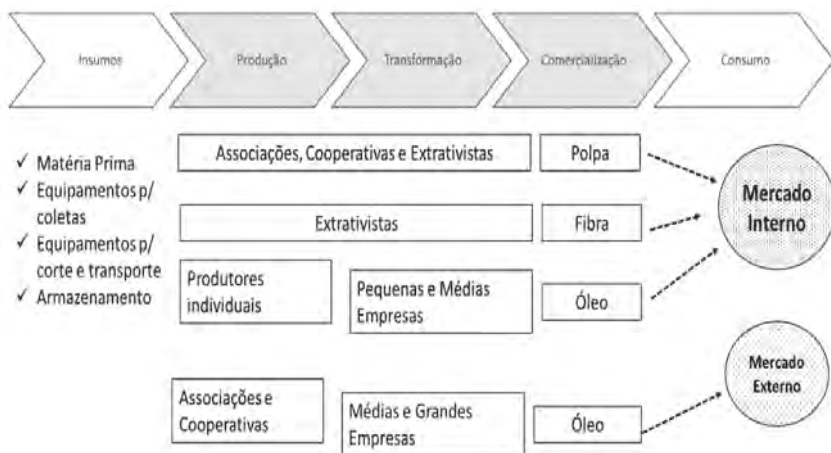 Insumos
Produção
Transformação
Comercialização
Consumo
✓ Matéria Prima
✓ Equipamentos p/
coletas
✓ Equipamentos p/
corte e transporte
✓ Armazenamento
Associações, Cooperativas e Extrativistas
Polpa
Extrativistas
Fibra
Produtores
individuais
Pequenas e Médias
Empresas
Óleo
Mercado
Interno
Associações e
Cooperativas
Médias e Grandes
Empresas
Óleo
Mercado
Externo